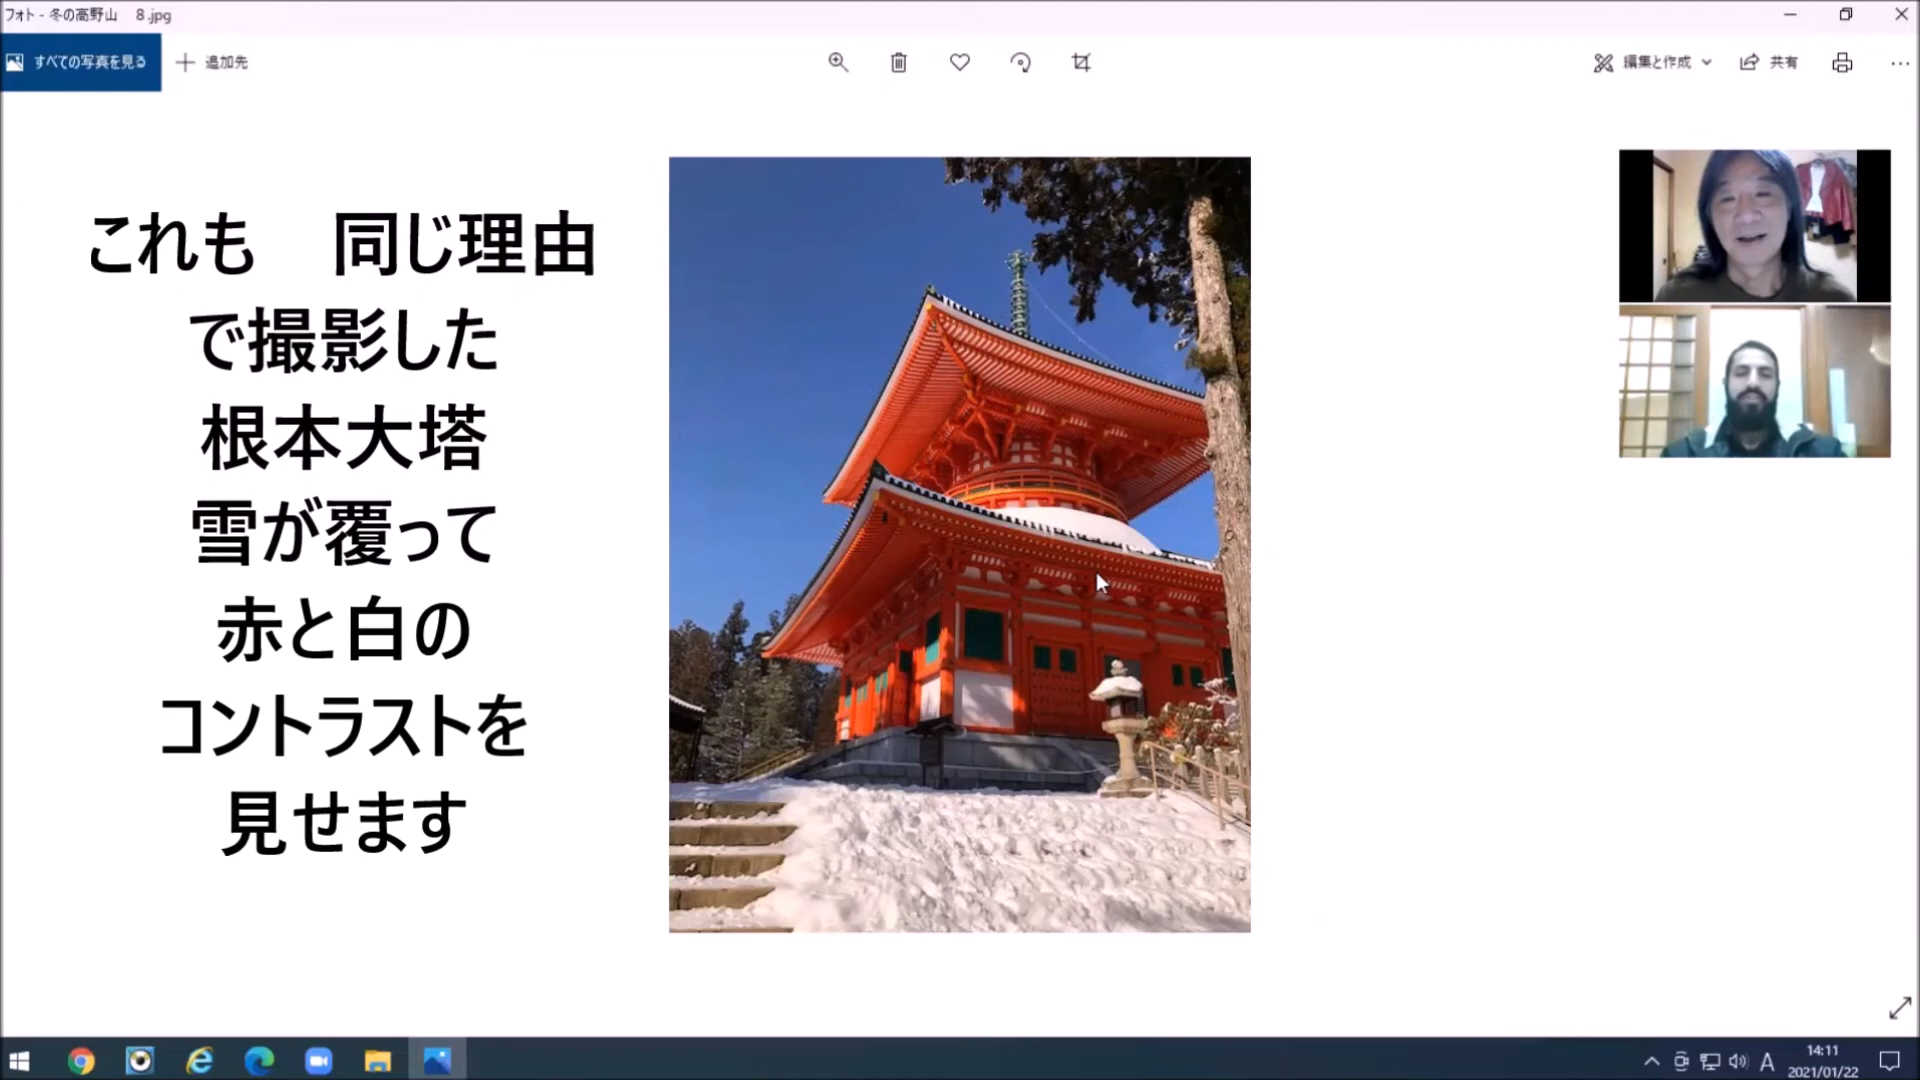 フォト - 冬の高野山　8.jpg
すべての写真を見る
追加先
編集と作成
共有
これも　同じ理由
で撮影した
根本大塔
雪が覆って
赤と白の
コントラストを
見せます
A
14:11
2021/01/22